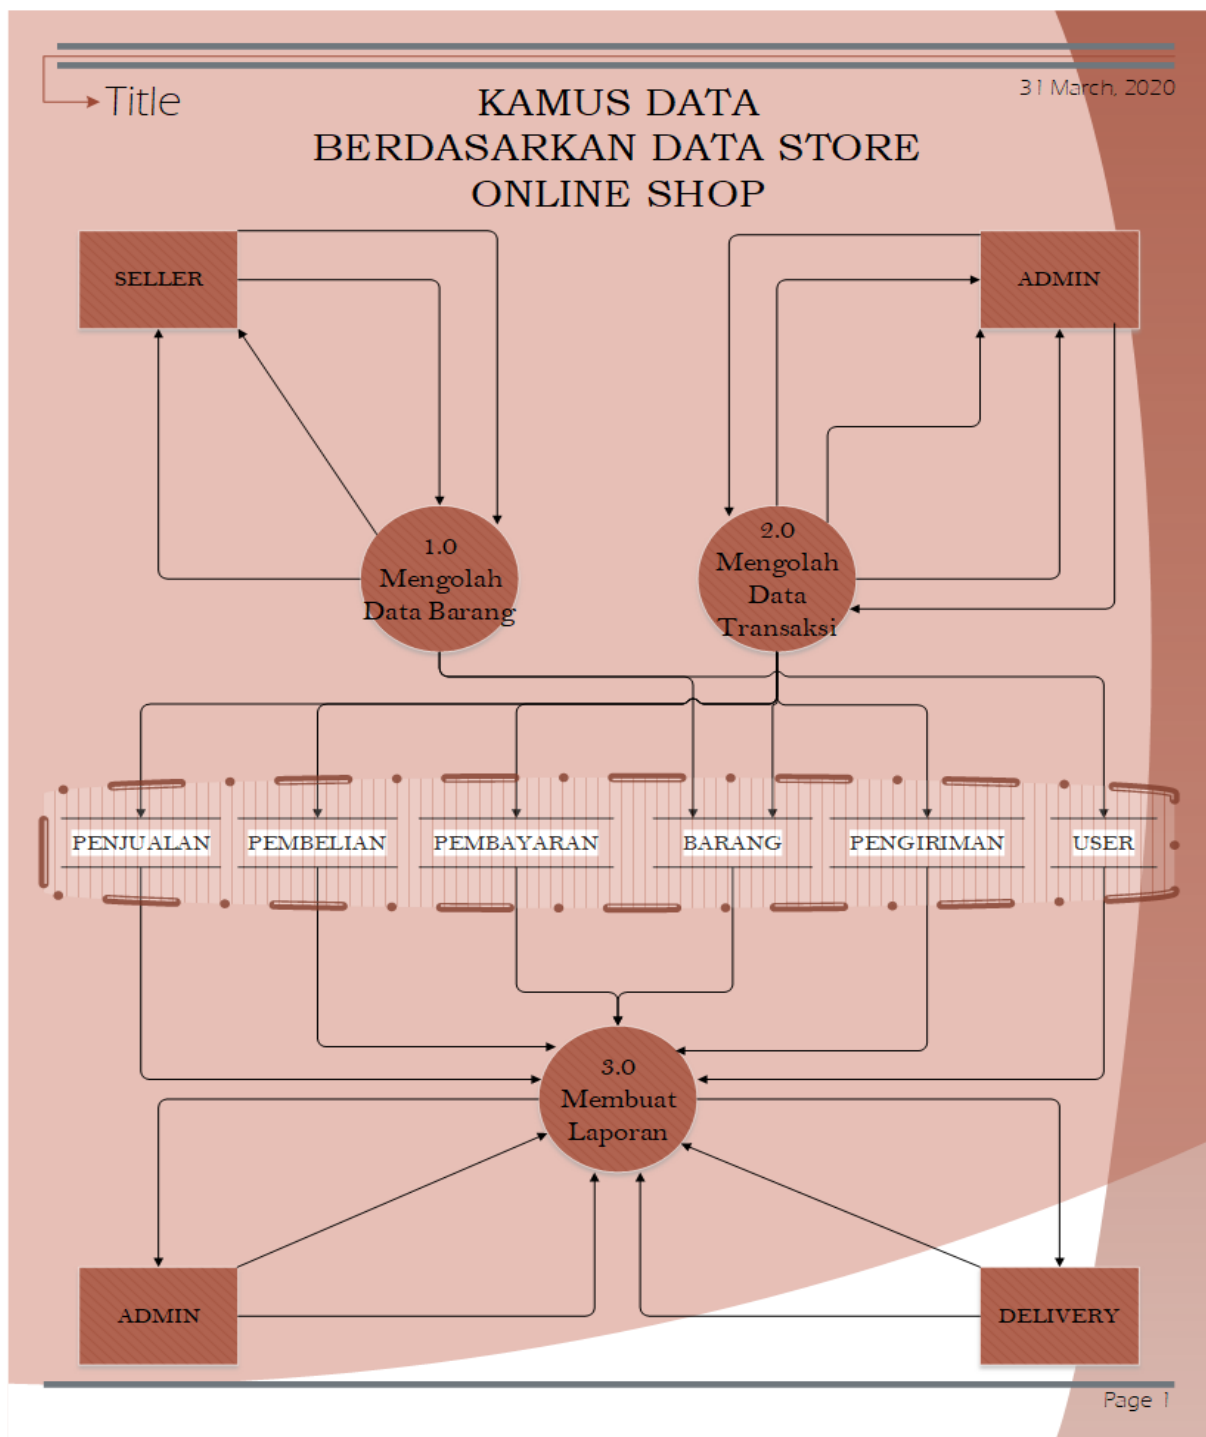 Title
31 March, 2020
KAMUS DATA
BERDASARKAN DATA STORE
ONLINE SHOP
SELLER
ADMIN
1.0
Mengolah
Data Barang
2.0
Mengolah
Data
Transaksi
PENJUALAN
PEMBELIAN
PEMBAYARAN
BARANG
PENGIRIMAN
USER
3.0
Membuat
Laporan
ADMIN
DELIVERY
Page 1